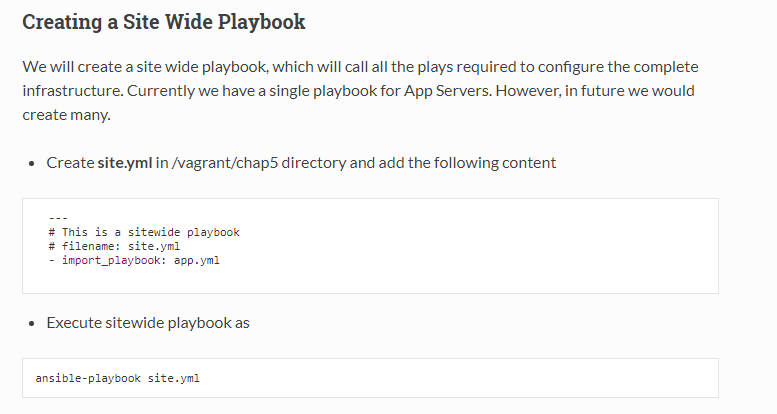 Creating a Site Wide Playbook
We will create a site wide playbook, which will call all the plays required to configure the complete
infrastructure. Currently we have a single playbook for App Servers. However, in future we would
create many.
• Create site.yml in /vagrant/chap5 directory and add the following content
---
# This is a sitewide playbook
# filename: site.yml
- import_playbook: app.yml
• Execute sitewide playbook as
ansible-playbook site.yml